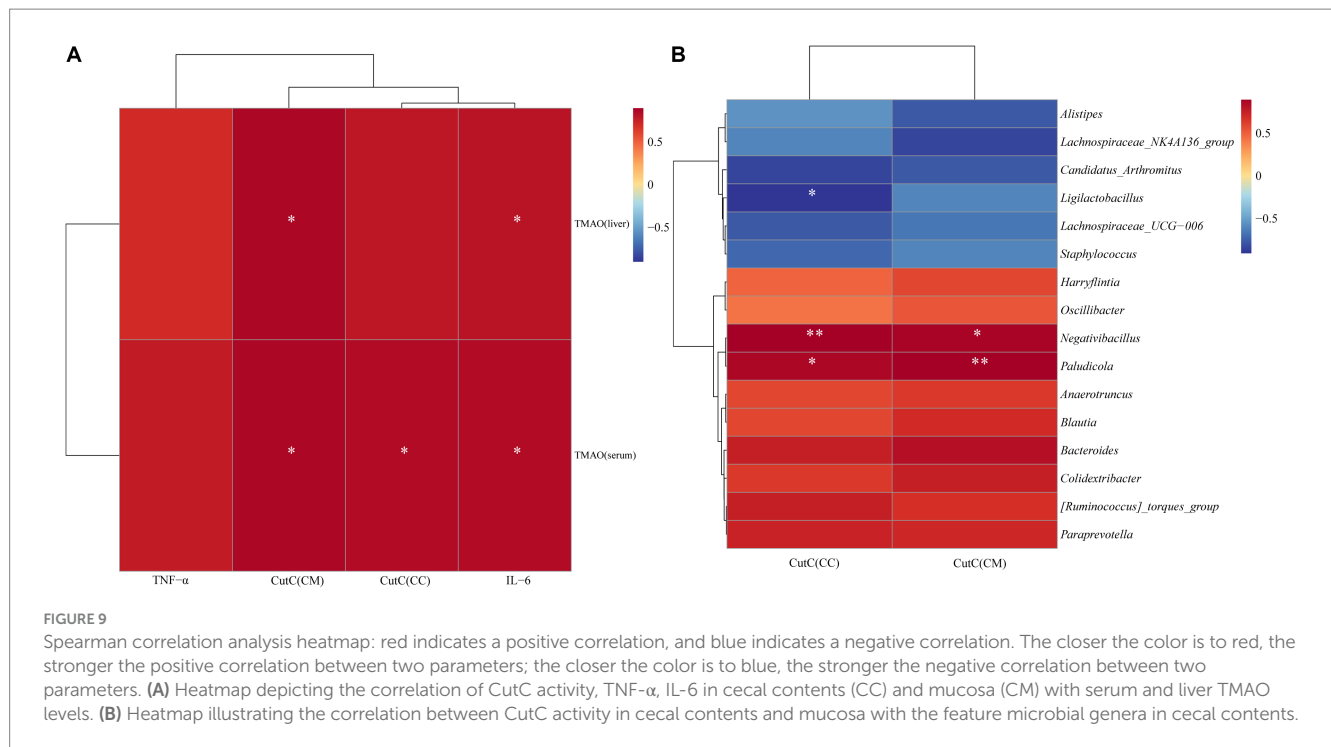 A
B
0.5
0
−0.5
TMAO(liver)
*
*
TMAO(serum)
*
*
*
TNF−α
CutC(CM)
CutC(CC)
IL−6
0.5
0
−0.5
Alistipes
Lachnospiraceae_NK4A136_group
Candidatus_Arthromitus
*
Ligilactobacillus
Lachnospiraceae_UCG−006
Staphylococcus
Harryflintia
Oscillibacter
**
*
Negativibacillus
*
**
Paludicola
Anaerotruncus
Blautia
Bacteroides
Colidextribacter
[Ruminococcus]_torques_group
Paraprevotella
CutC(CC)
CutC(CM)
FIGURE 9
Spearman correlation analysis heatmap: red indicates a positive correlation, and blue indicates a negative correlation. The closer the color is to red, the
stronger the positive correlation between two parameters; the closer the color is to blue, the stronger the negative correlation between two
parameters. (A) Heatmap depicting the correlation of CutC activity, TNF-α, IL-6 in cecal contents (CC) and mucosa (CM) with serum and liver TMAO
levels. (B) Heatmap illustrating the correlation between CutC activity in cecal contents and mucosa with the feature microbial genera in cecal contents.